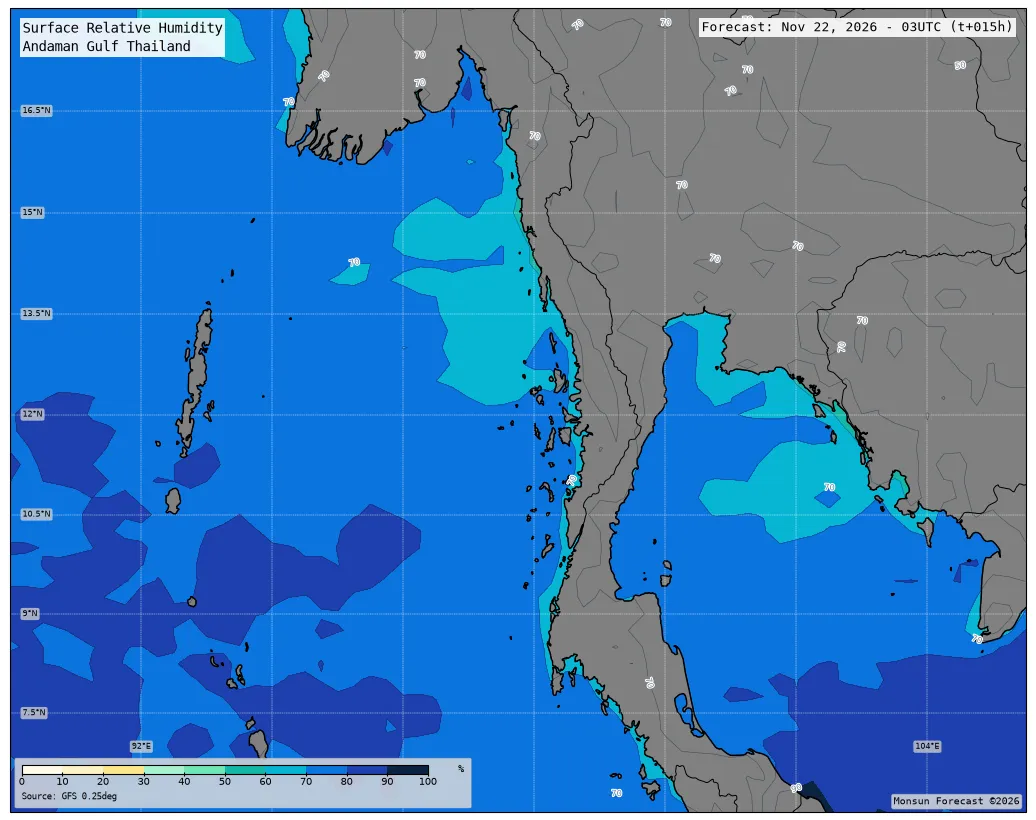 Surface Relative Humidity
Andaman Gulf Thailand
Forecast: Nov 22, 2026 - 03UTC (t+015h)
70
70
70
70
70
50
70
70
16.5°N
70
70
15°N
70
70
70
13.5°N
70
70
12°N
70
70
10.5°N
9°N
70
70
7.5°N
92°E
104°E
90
70
%
0 10 20 30 40 50 60 70 80 90 100
Source: GFS 0.25deg
Monsun Forecast ©2026